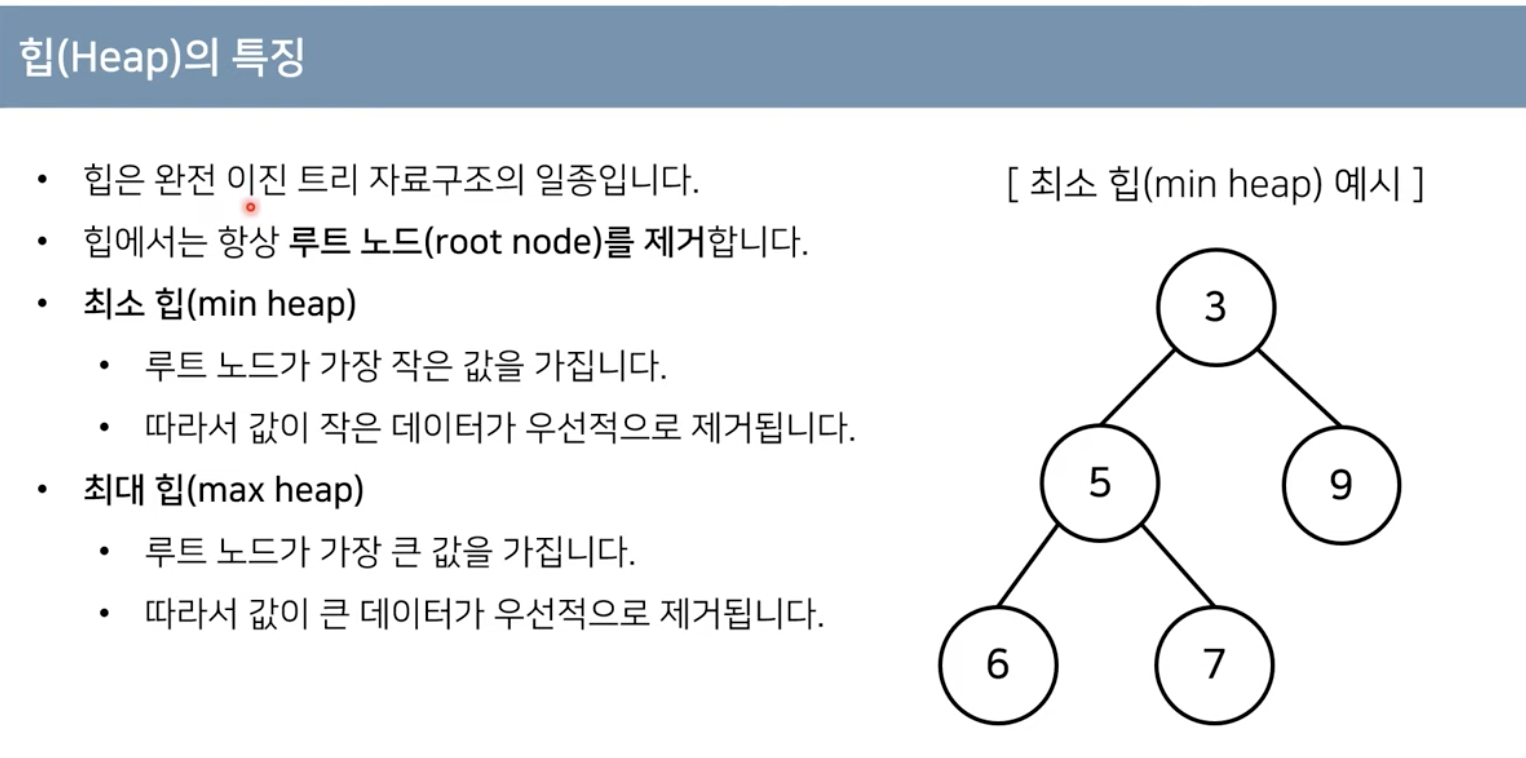 힙(Heap)의 특징
• 힙은 완전 이진 트리 자료구조의 일종입니다.
• 힙에서는 항상 루트 노드(root node)를 제거합니다.
• 최소 힙(min heap)
• 루트 노드가 가장 작은 값을 가집니다.
• 따라서 값이 작은 데이터가 우선적으로 제거됩니다.
• 최대 힙(max heap)
• 루트 노드가 가장 큰 값을 가집니다.
• 따라서 값이 큰 데이터가 우선적으로 제거됩니다.
[ 최소 힙(min heap) 예시 ]
3
5
9
6
7